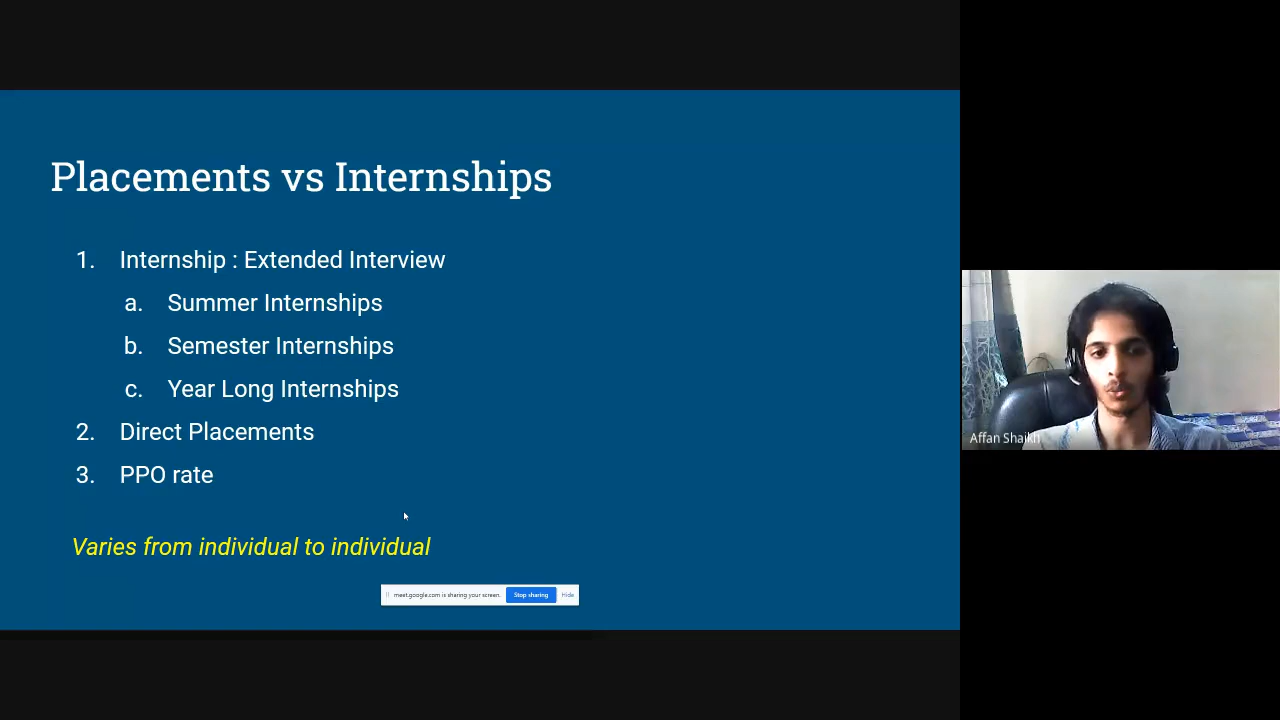 Placements vs Internships
1. Internship : Extended Interview
a. Summer Internships
b. Semester Internships
c. Year Long Internships
2. Direct Placements
3. PPO rate
Varies from individual to individual
meet.google.com is sharing your screen. Stop sharing Hide
Affan Shaikh